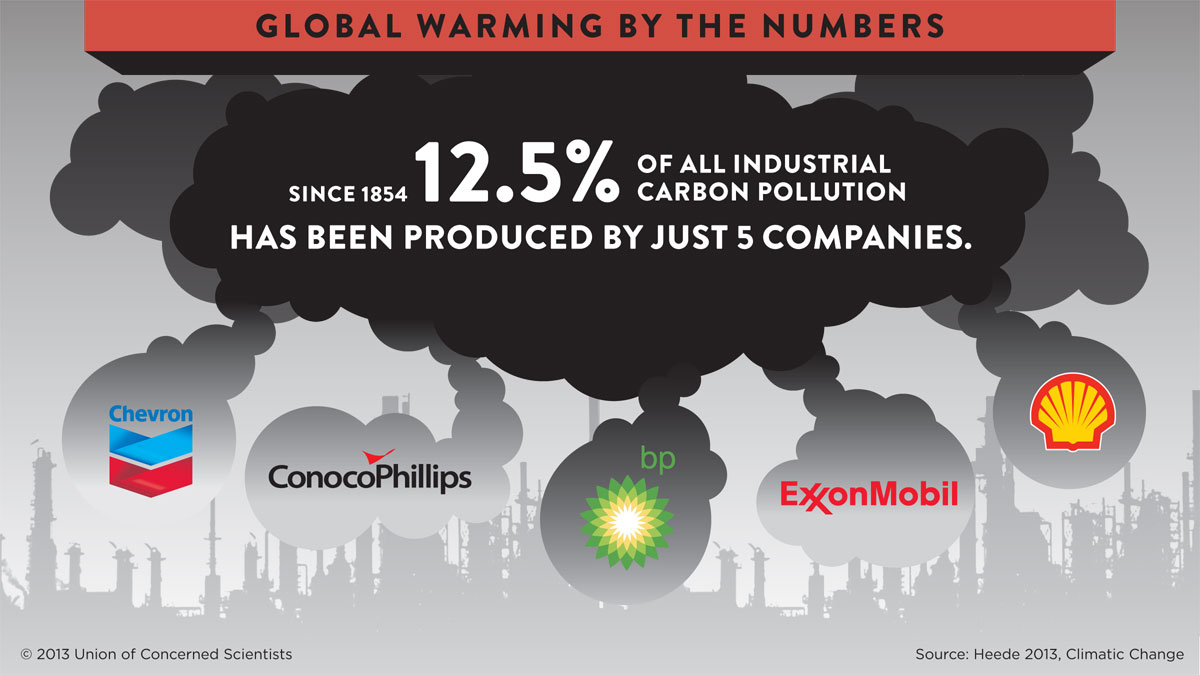 GLOBAL WARMING BY THE NUMBERS
SINCE 1854 12.5% OF ALL INDUSTRIAL
CARBON POLLUTION
HAS BEEN PRODUCED BY JUST 5 COMPANIES.
Chevron
ConocoPhillips
bp
ExxonMobil
© 2013 Union of Concerned Scientists
Source: Heede 2013, Climatic Change